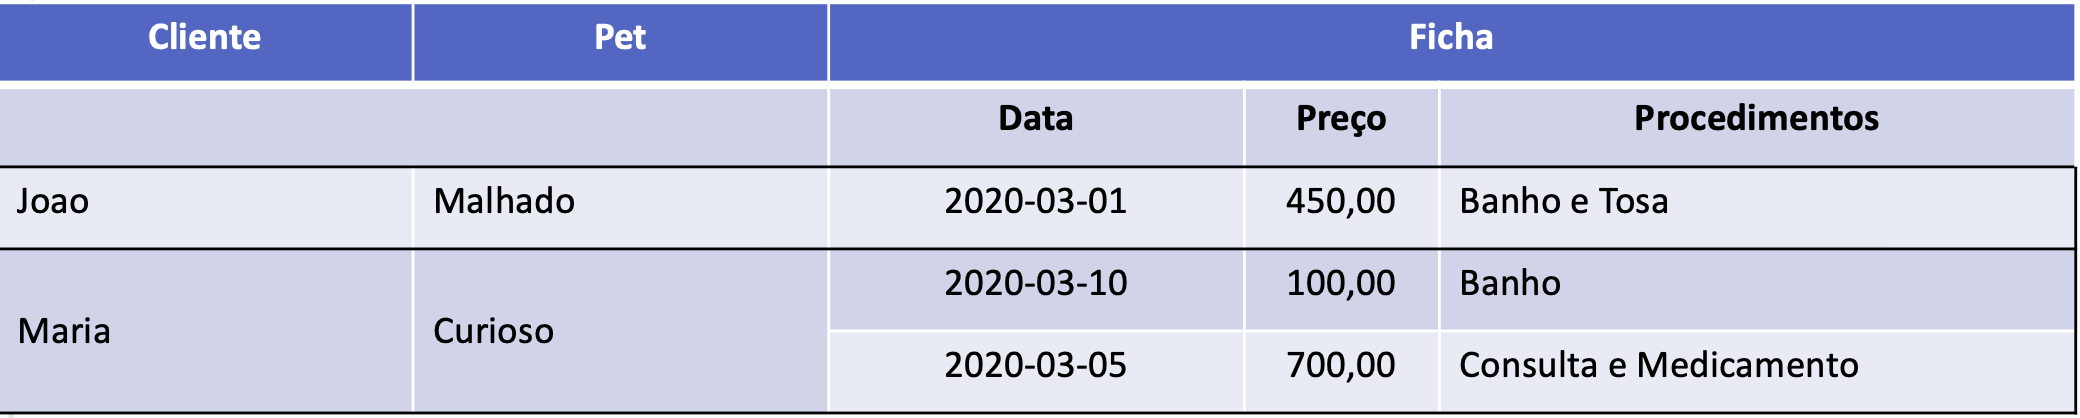 Cliente Pet Ficha
Data Preço Procedimentos
Joao Malhado 2020-03-01 450,00 Banho e Tosa
Maria Curioso 2020-03-10 100,00 Banho
2020-03-05 700,00 Consulta e Medicamento